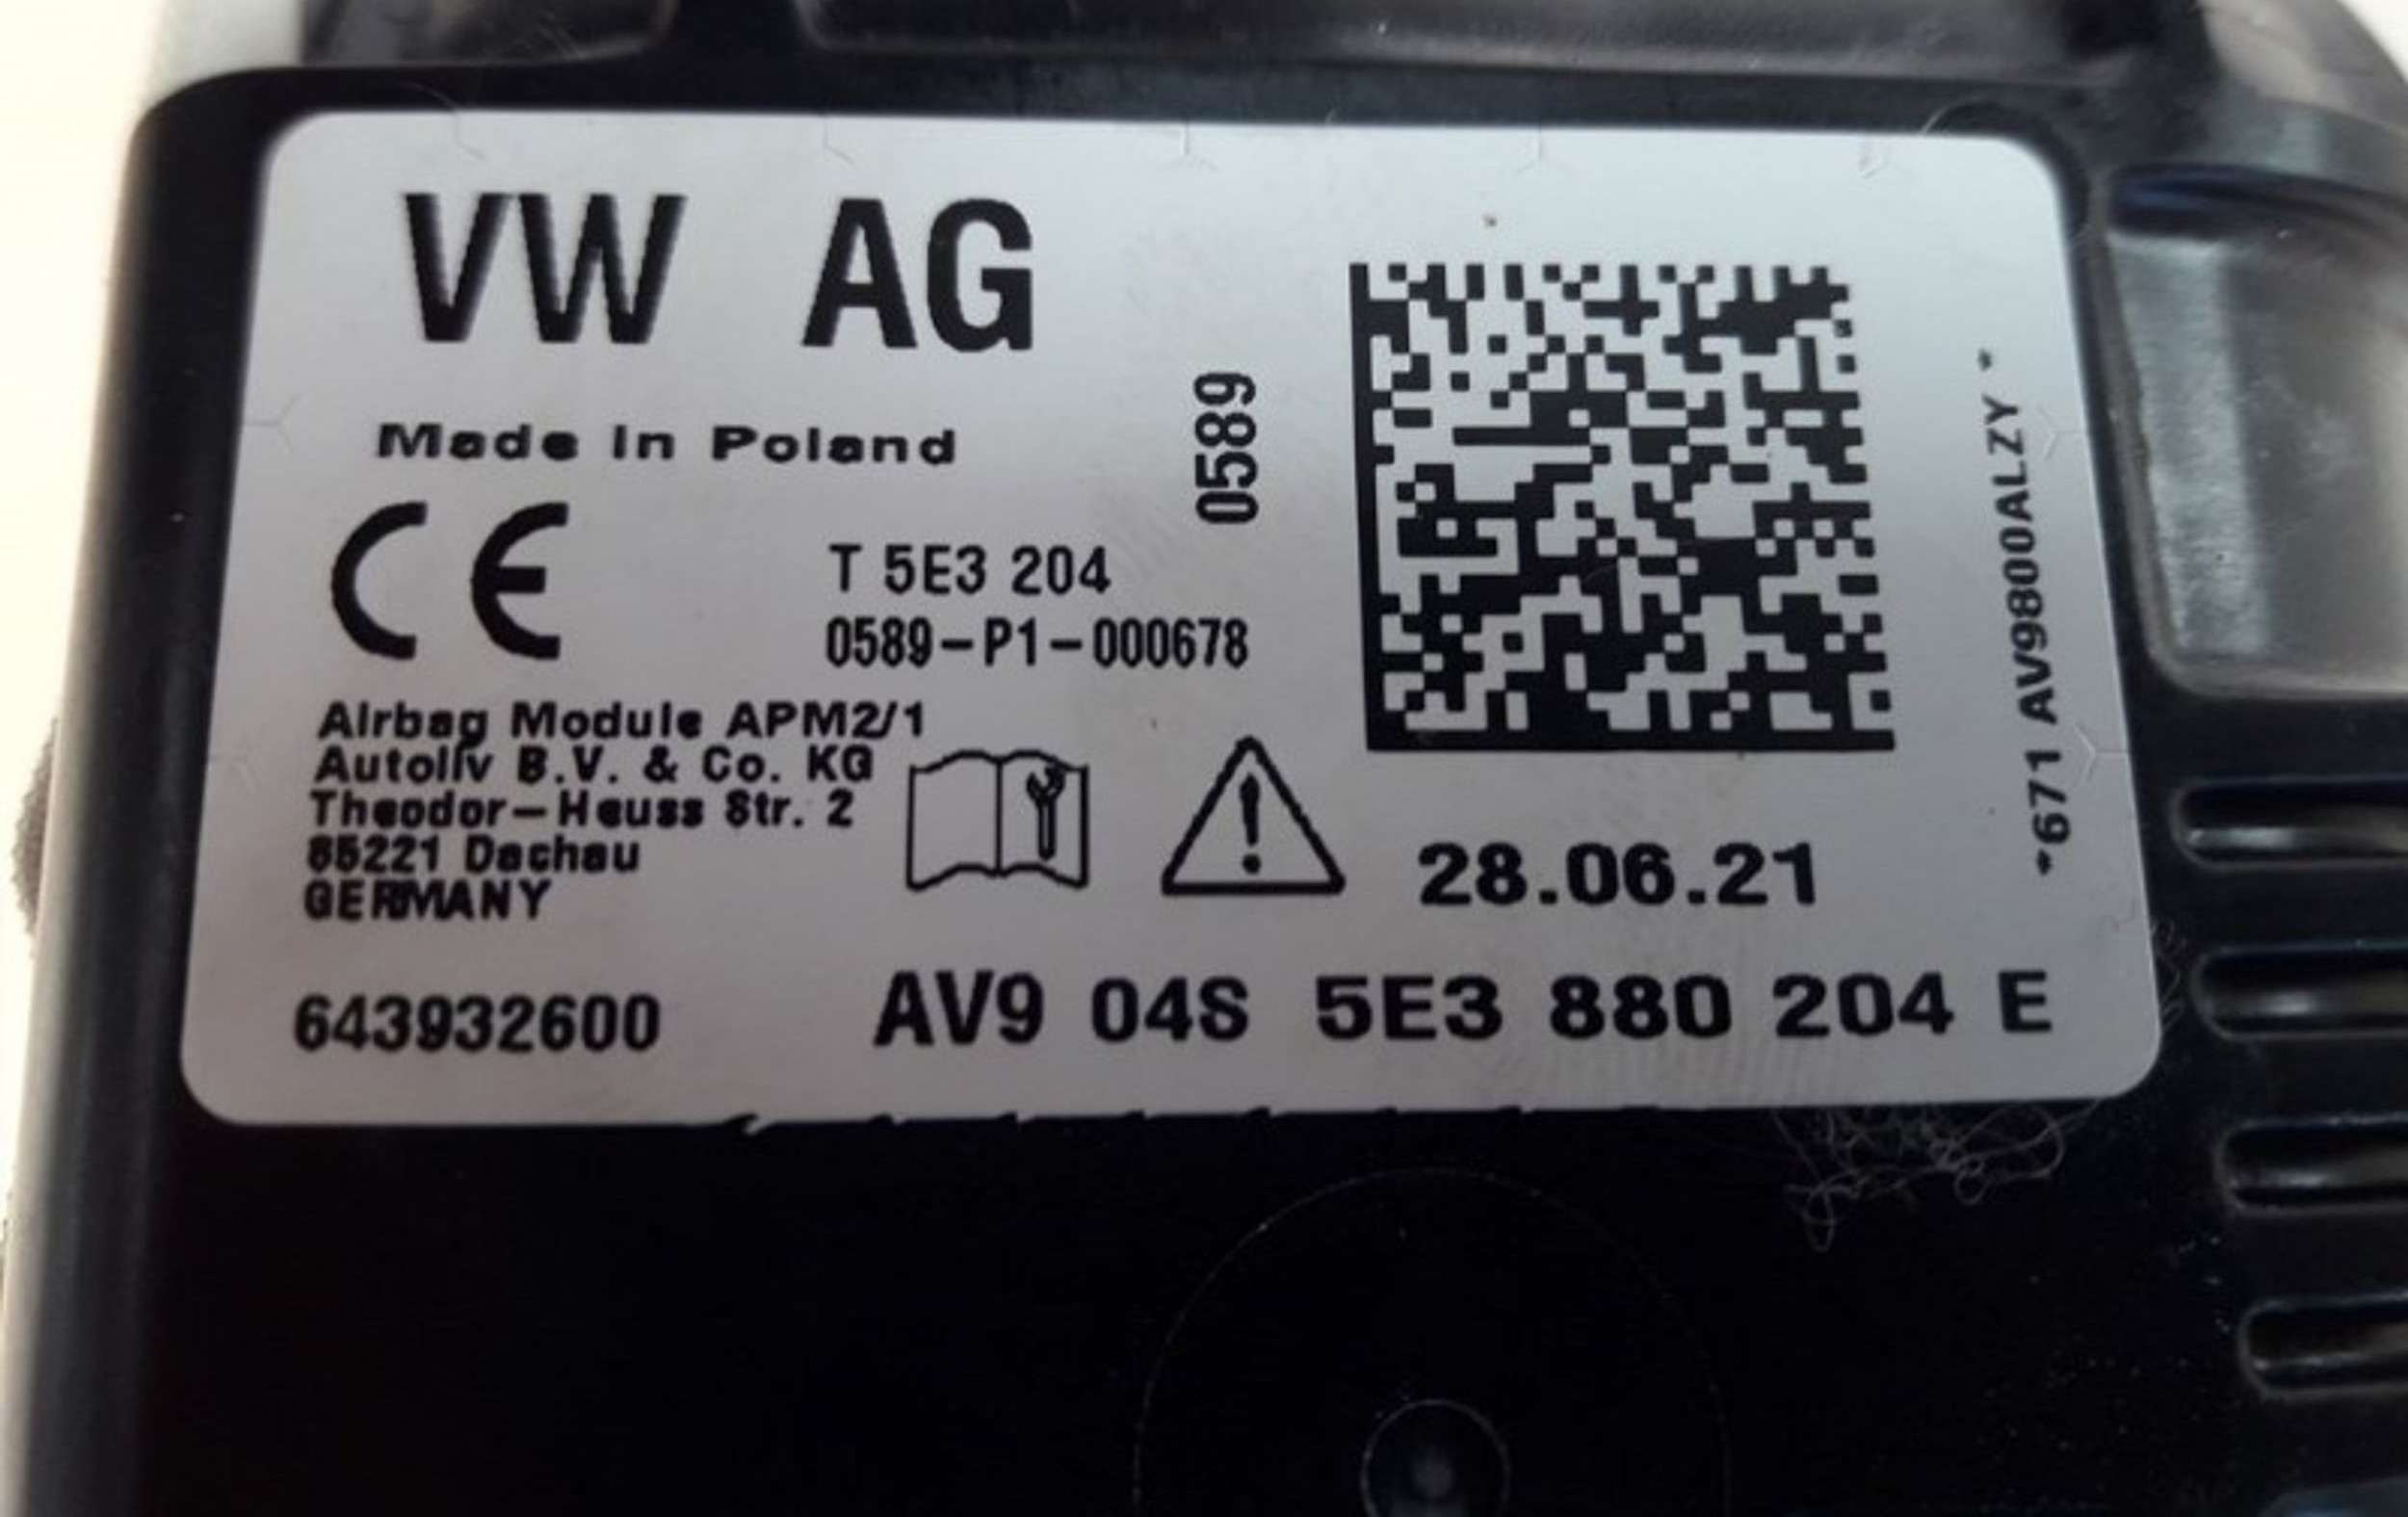 VW AG
Made in Poland
0589
CE
T 5E3 204
0589-P1-000678
Airbag Module APM2/1
Autoliv B.V. & Co. KG
Theodor-Heuss Str. 2
85221 Dachau
GERMANY
28.06.21
*671 AV9800ALZY *
643932600
AV9 04S 5E3 880 204 E